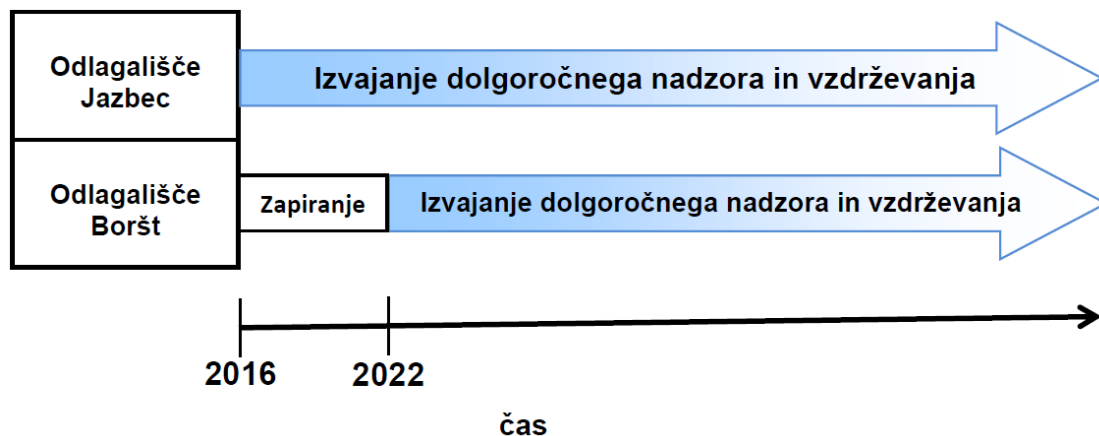 Odlagališče
Jazbec
Izvajanje dolgoročnega nadzora in vzdrževanja
Odlagališče
Boršt
Zapiranje
Izvajanje dolgoročnega nadzora in vzdrževanja
2016
2022
čas